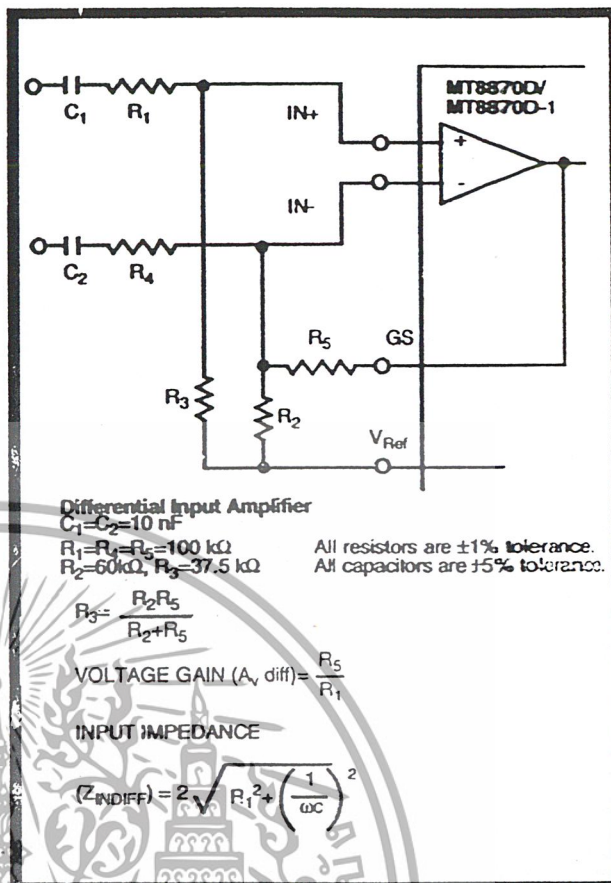 MT8870D/
MT8870D-1
C₁ R₁ IN+
+
-
IN-
C₂ R₄
R₅ GS
R₃ R₂
V_Ref
Differential Input Amplifier
C₁=C₂=10 nF
R₁=R₄=R₅=100 kΩ All resistors are ±1% tolerance.
R₂=60kΩ, R₃=37.5 kΩ All capacitors are ±5% tolerance.
R₃= R₂R₅ / R₂+R₅
VOLTAGE GAIN (A_v diff)= R₅ / R₁
INPUT IMPEDANCE
(Z_INDIFF) = 2 √ R₁²+ ( 1 / ωc )²